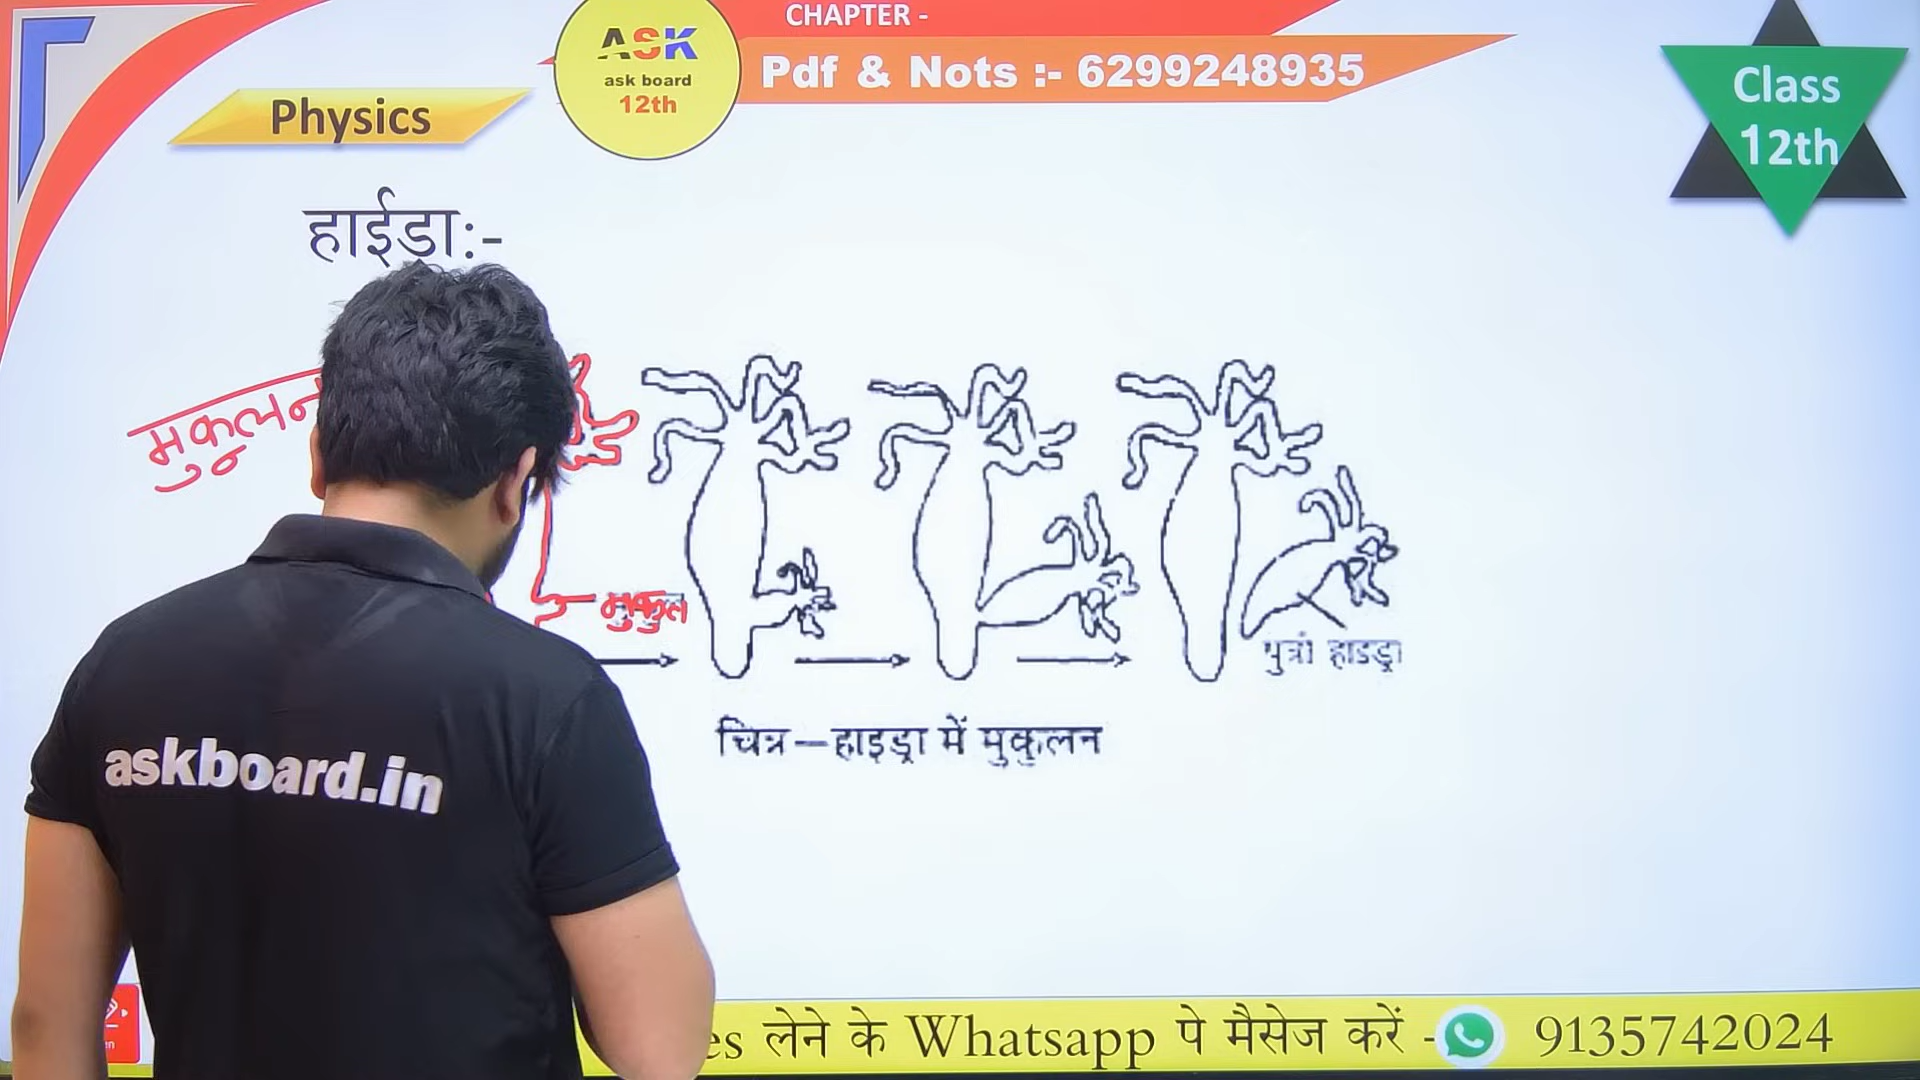 CHAPTER -
ASK
ask board
12th
Pdf & Nots :- 6299248935
Physics
Class
12th
हाईड्रा:-
मुकूलन
मुकुल
पुत्री हाइड्रा
चित्र – हाइड्रा में मुकुलन
askboard.in
लेने के Whatsapp पे मैसेज करें - 9135742024